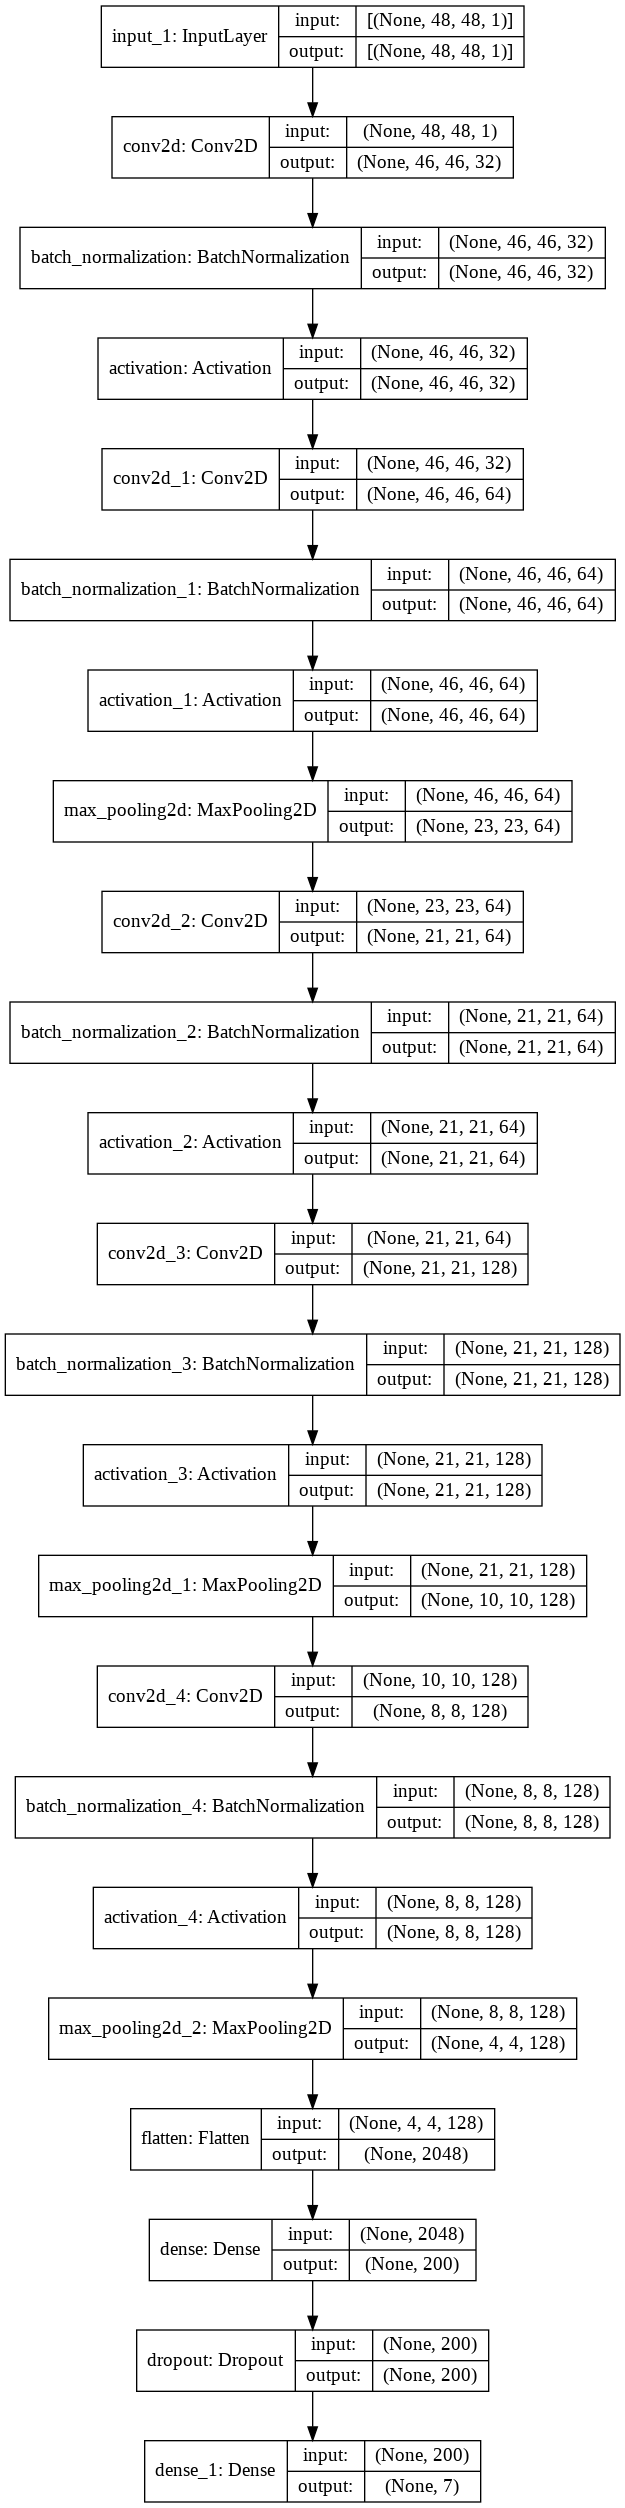 input_1: InputLayer
input:
[(None, 48, 48, 1)]
output:
[(None, 48, 48, 1)]
conv2d: Conv2D
input:
(None, 48, 48, 1)
output:
(None, 46, 46, 32)
batch_normalization: BatchNormalization
input:
(None, 46, 46, 32)
output:
(None, 46, 46, 32)
activation: Activation
input:
(None, 46, 46, 32)
output:
(None, 46, 46, 32)
conv2d_1: Conv2D
input:
(None, 46, 46, 32)
output:
(None, 46, 46, 64)
batch_normalization_1: BatchNormalization
input:
(None, 46, 46, 64)
output:
(None, 46, 46, 64)
activation_1: Activation
input:
(None, 46, 46, 64)
output:
(None, 46, 46, 64)
max_pooling2d: MaxPooling2D
input:
(None, 46, 46, 64)
output:
(None, 23, 23, 64)
conv2d_2: Conv2D
input:
(None, 23, 23, 64)
output:
(None, 21, 21, 64)
batch_normalization_2: BatchNormalization
input:
(None, 21, 21, 64)
output:
(None, 21, 21, 64)
activation_2: Activation
input:
(None, 21, 21, 64)
output:
(None, 21, 21, 64)
conv2d_3: Conv2D
input:
(None, 21, 21, 64)
output:
(None, 21, 21, 128)
batch_normalization_3: BatchNormalization
input:
(None, 21, 21, 128)
output:
(None, 21, 21, 128)
activation_3: Activation
input:
(None, 21, 21, 128)
output:
(None, 21, 21, 128)
max_pooling2d_1: MaxPooling2D
input:
(None, 21, 21, 128)
output:
(None, 10, 10, 128)
conv2d_4: Conv2D
input:
(None, 10, 10, 128)
output:
(None, 8, 8, 128)
batch_normalization_4: BatchNormalization
input:
(None, 8, 8, 128)
output:
(None, 8, 8, 128)
activation_4: Activation
input:
(None, 8, 8, 128)
output:
(None, 8, 8, 128)
max_pooling2d_2: MaxPooling2D
input:
(None, 8, 8, 128)
output:
(None, 4, 4, 128)
flatten: Flatten
input:
(None, 4, 4, 128)
output:
(None, 2048)
dense: Dense
input:
(None, 2048)
output:
(None, 200)
dropout: Dropout
input:
(None, 200)
output:
(None, 200)
dense_1: Dense
input:
(None, 200)
output:
(None, 7)